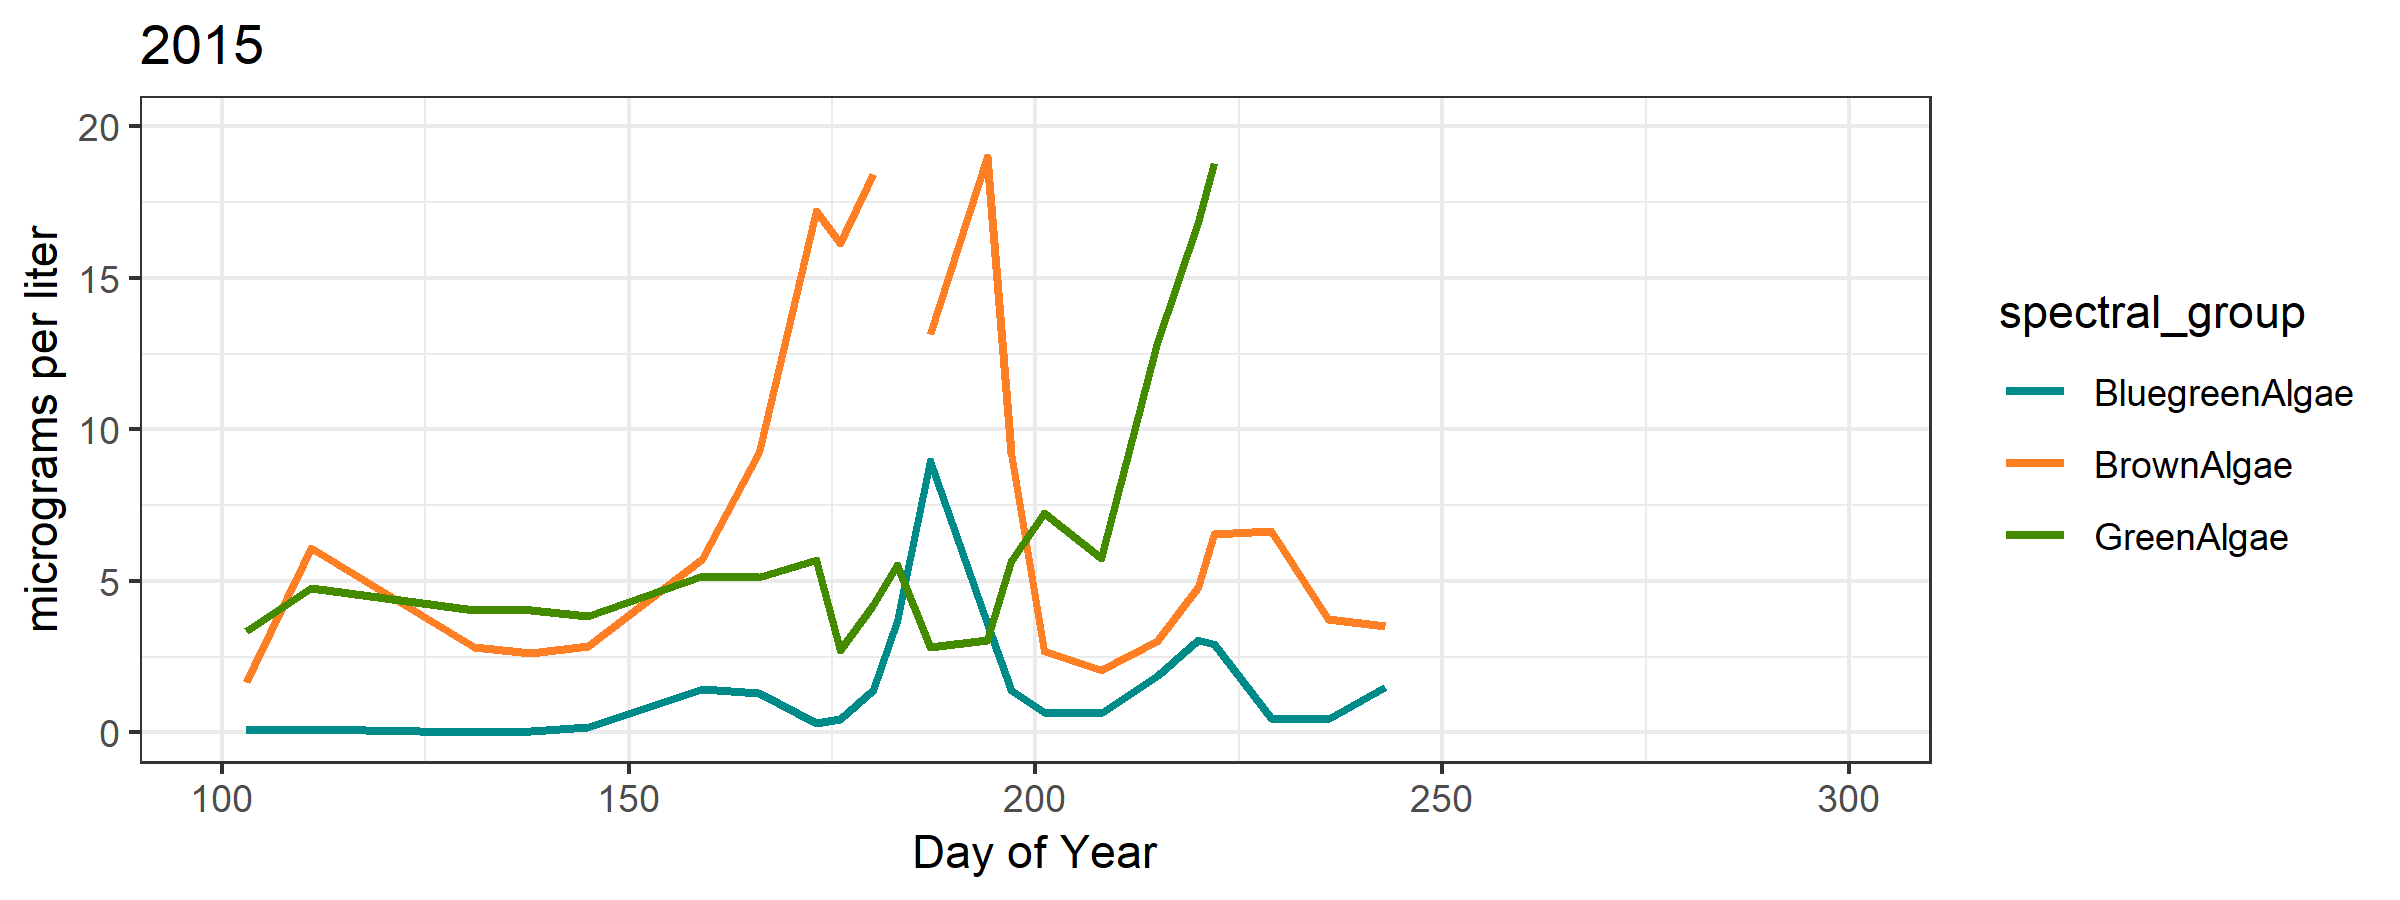 2015
20
15
10
5
0
micrograms per liter
100 150 200 250 300
Day of Year
spectral_group
BluegreenAlgae
BrownAlgae
GreenAlgae